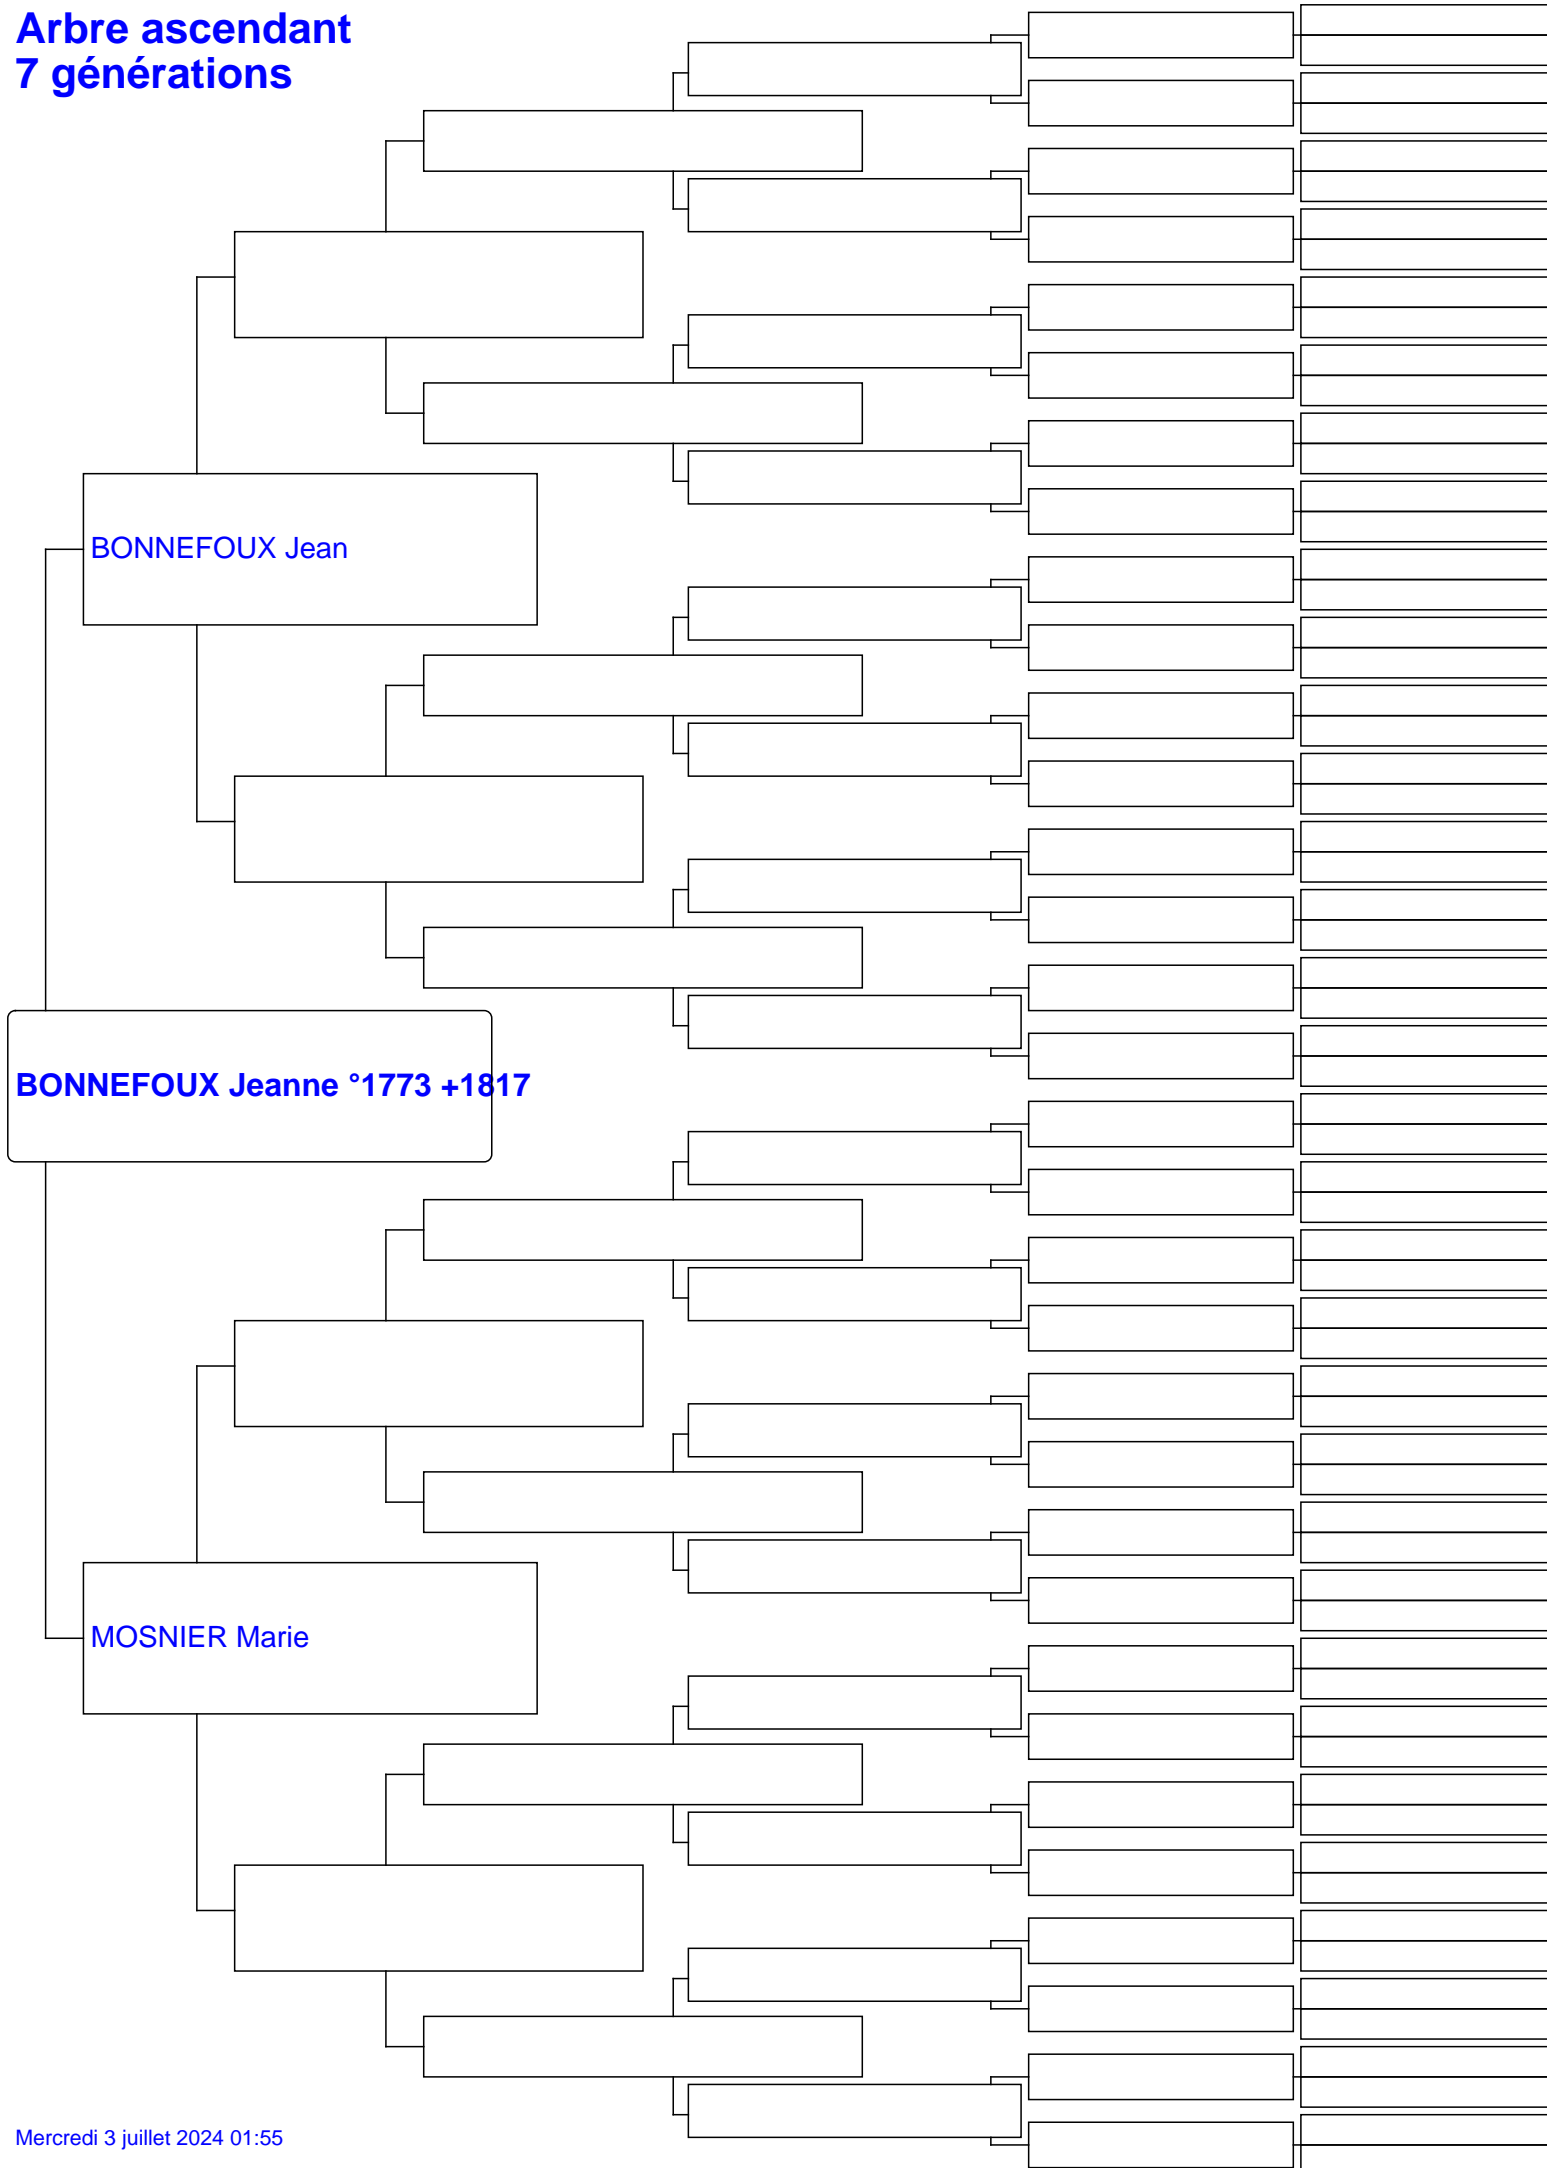 Arbre ascendant
7 générations
BONNEFOUX Jean
BONNEFOUX Jeanne °1773 +1817
MOSNIER Marie
Mercredi 3 juillet 2024 01:55